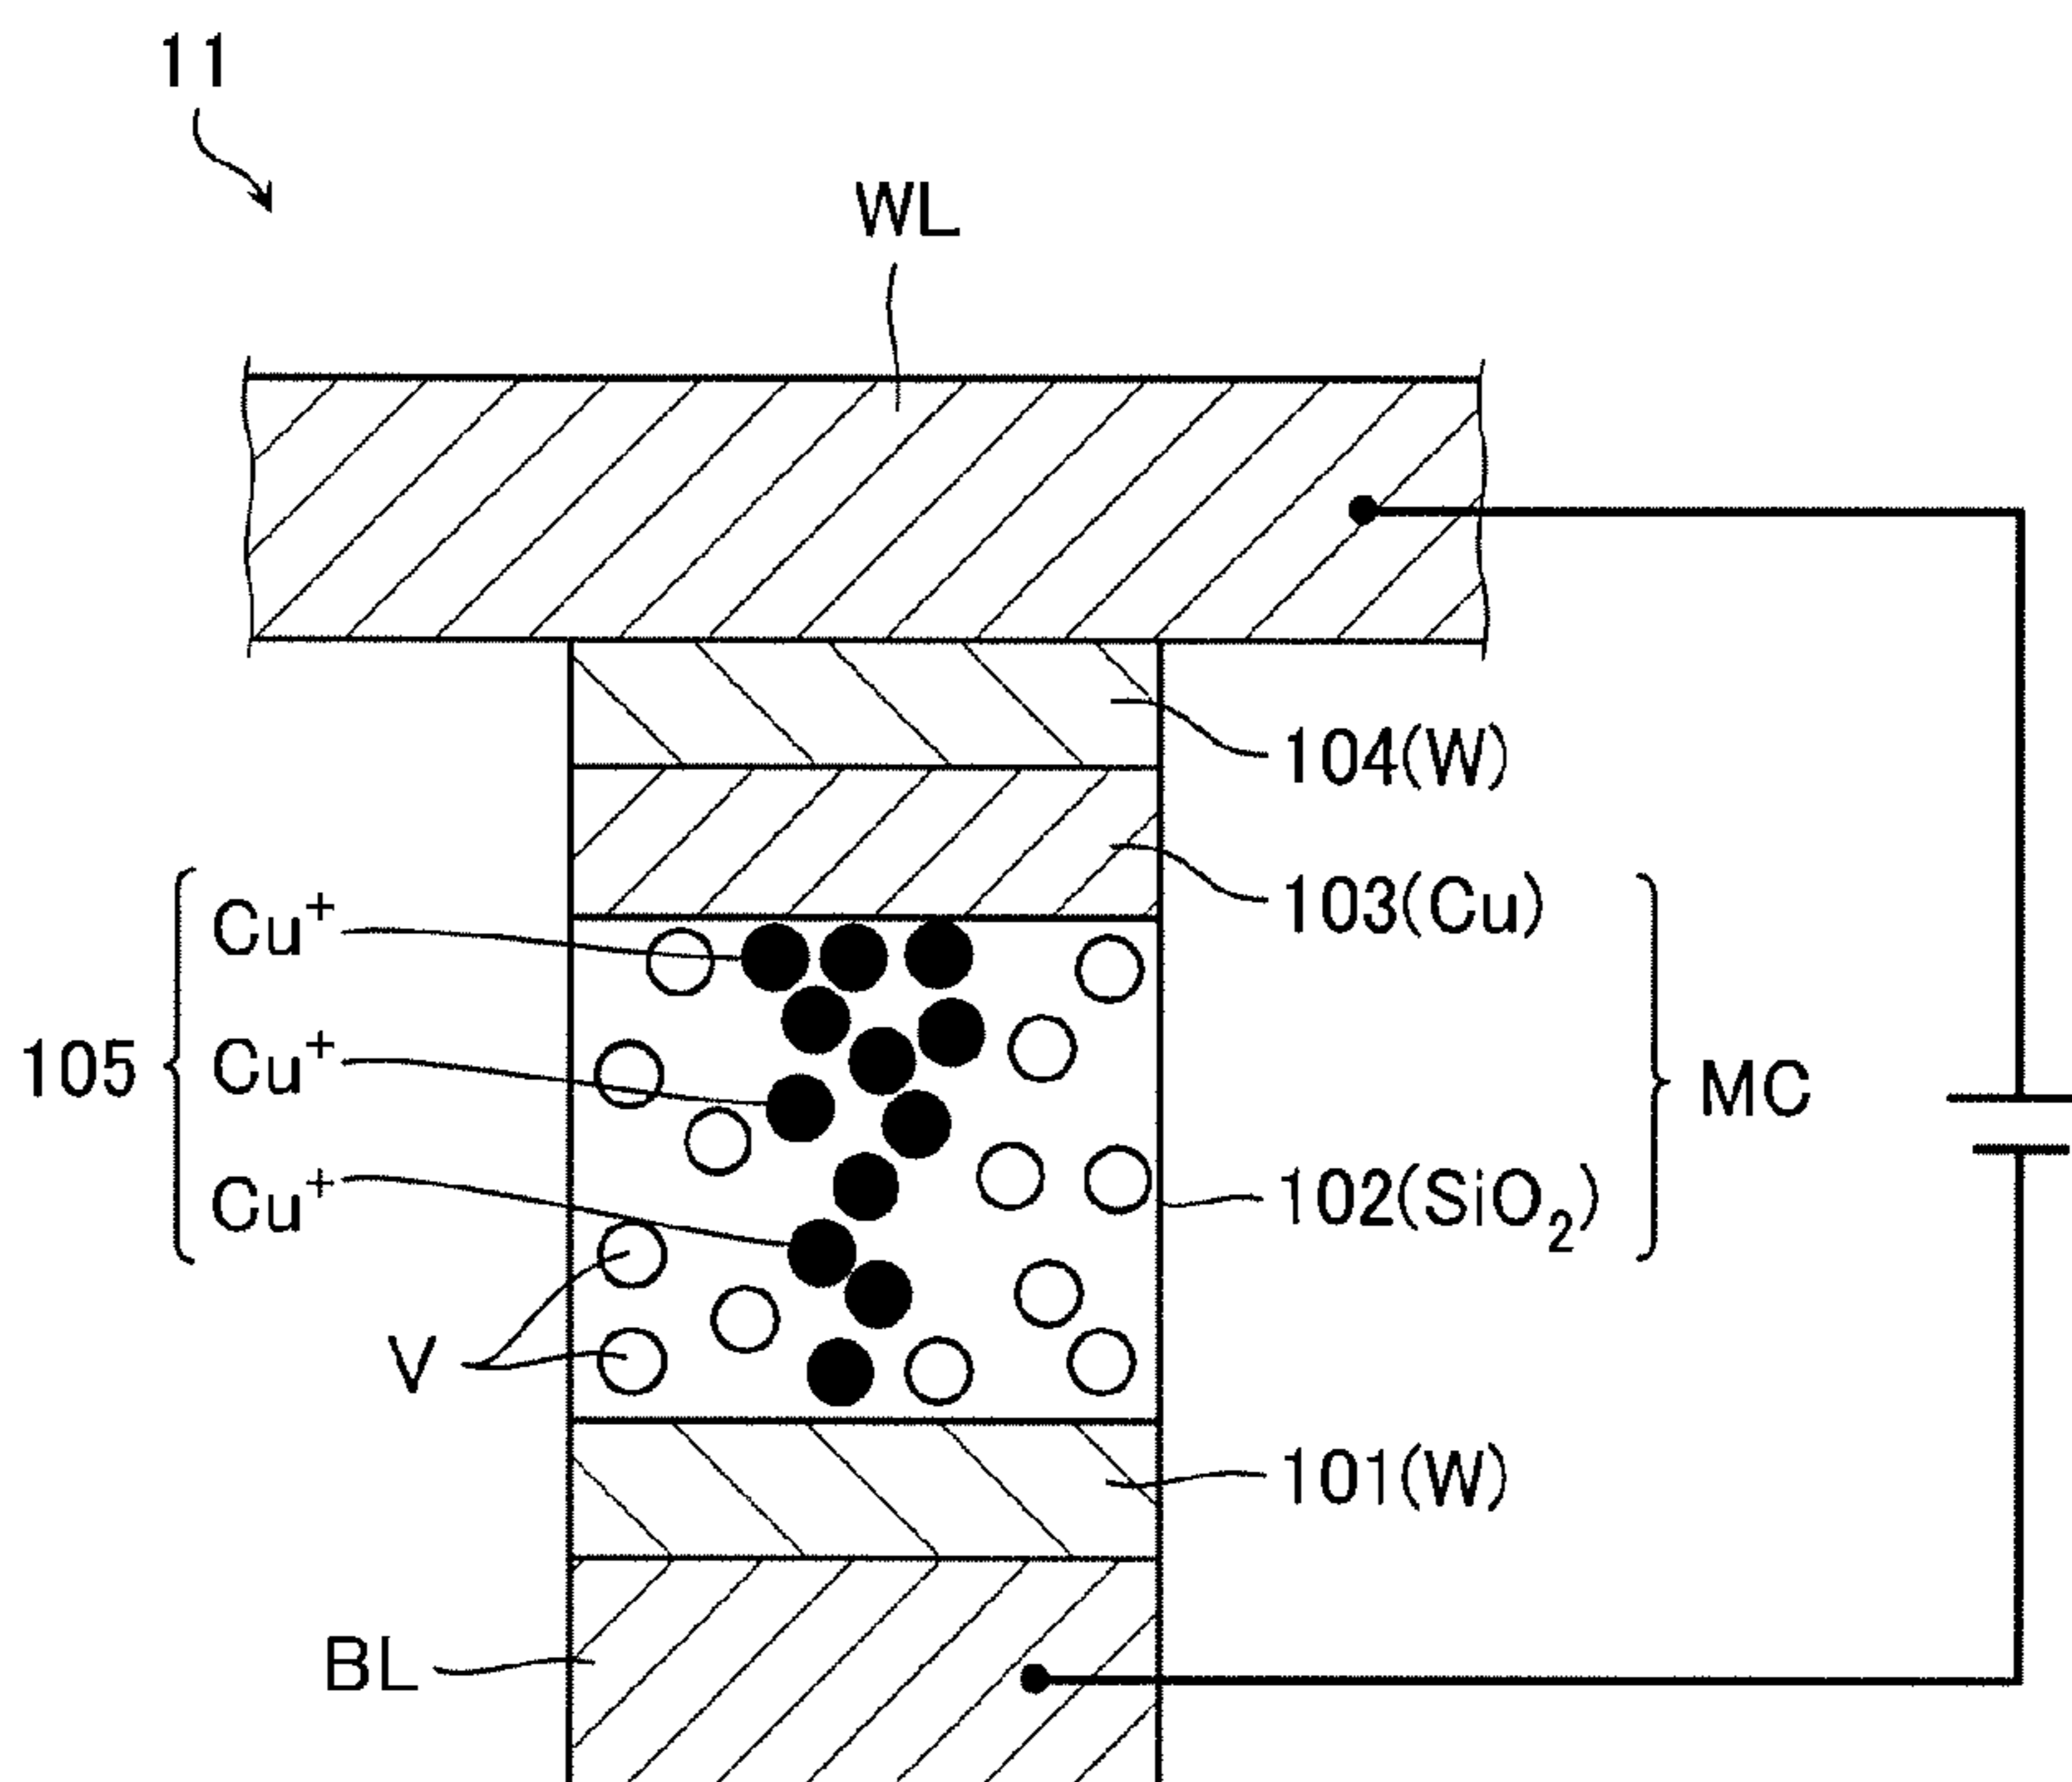 11
WL
104(W)
103(Cu)
Cu⁺
105
Cu⁺
MC
Cu⁺
102(SiO₂)
V
101(W)
BL